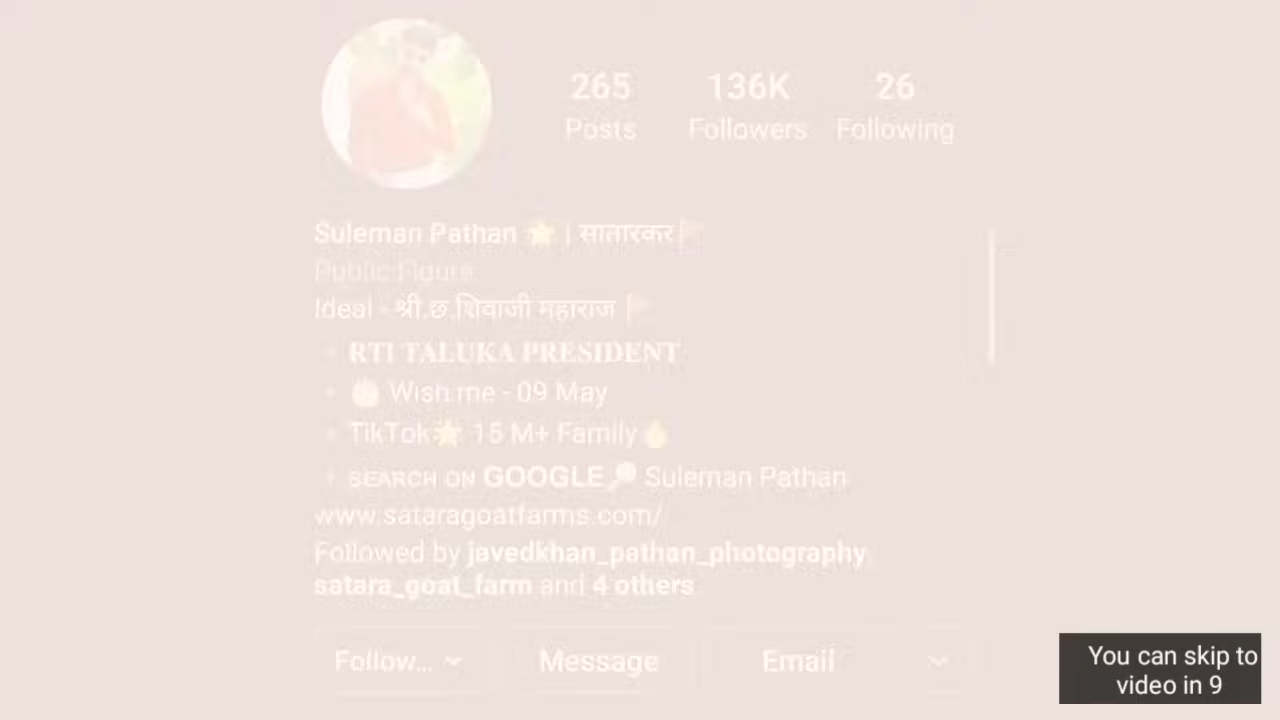 265 136K 26
Posts Followers Following
Suleman Pathan ⭐ | सातारकर🚩
Public Figure
Ideal - श्री.छ.शिवाजी महाराज 🚩
RTI TALUKA PRESIDENT
🎂 Wish me - 09 May
TikTok🌟 15 M+ Family👌
SEARCH ON GOOGLE Suleman Pathan
www.sataragoatfarms.com/
Followed by javedkhan_pathan_photography,
satara_goat_farm and 4 others
Follow... Message Email
You can skip to
video in 9